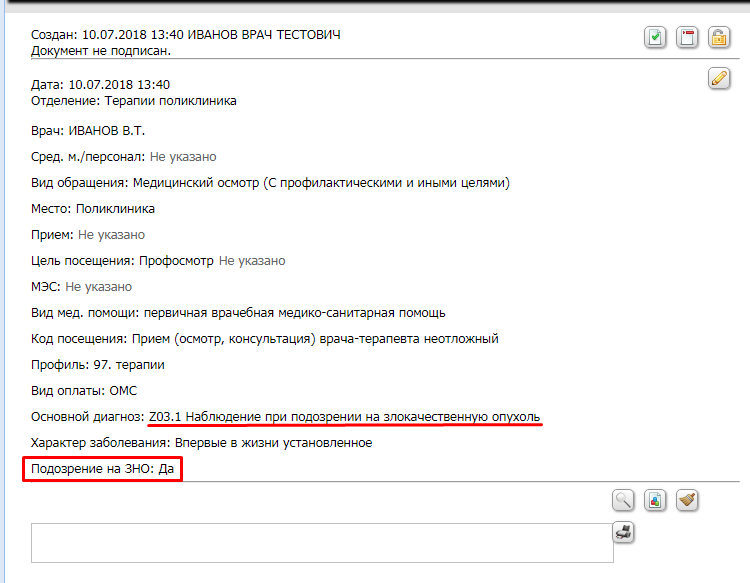 Создан: 10.07.2018 13:40 ИВАНОВ ВРАЧ ТЕСТОВИЧ
Документ не подписан.
Дата: 10.07.2018 13:40
Отделение: Терапии поликлиника
Врач: ИВАНОВ В.Т.
Сред. м./персонал: Не указано
Вид обращения: Медицинский осмотр (С профилактическими и иными целями)
Место: Поликлиника
Прием: Не указано
Цель посещения: Профосмотр Не указано
МЭС: Не указано
Вид мед. помощи: первичная врачебная медико-санитарная помощь
Код посещения: Прием (осмотр, консультация) врача-терапевта неотложный
Профиль: 97. терапии
Вид оплаты: ОМС
Основной диагноз: Z03.1 Наблюдение при подозрении на злокачественную опухоль
Характер заболевания: Впервые в жизни установленное
Подозрение на ЗНО: Да